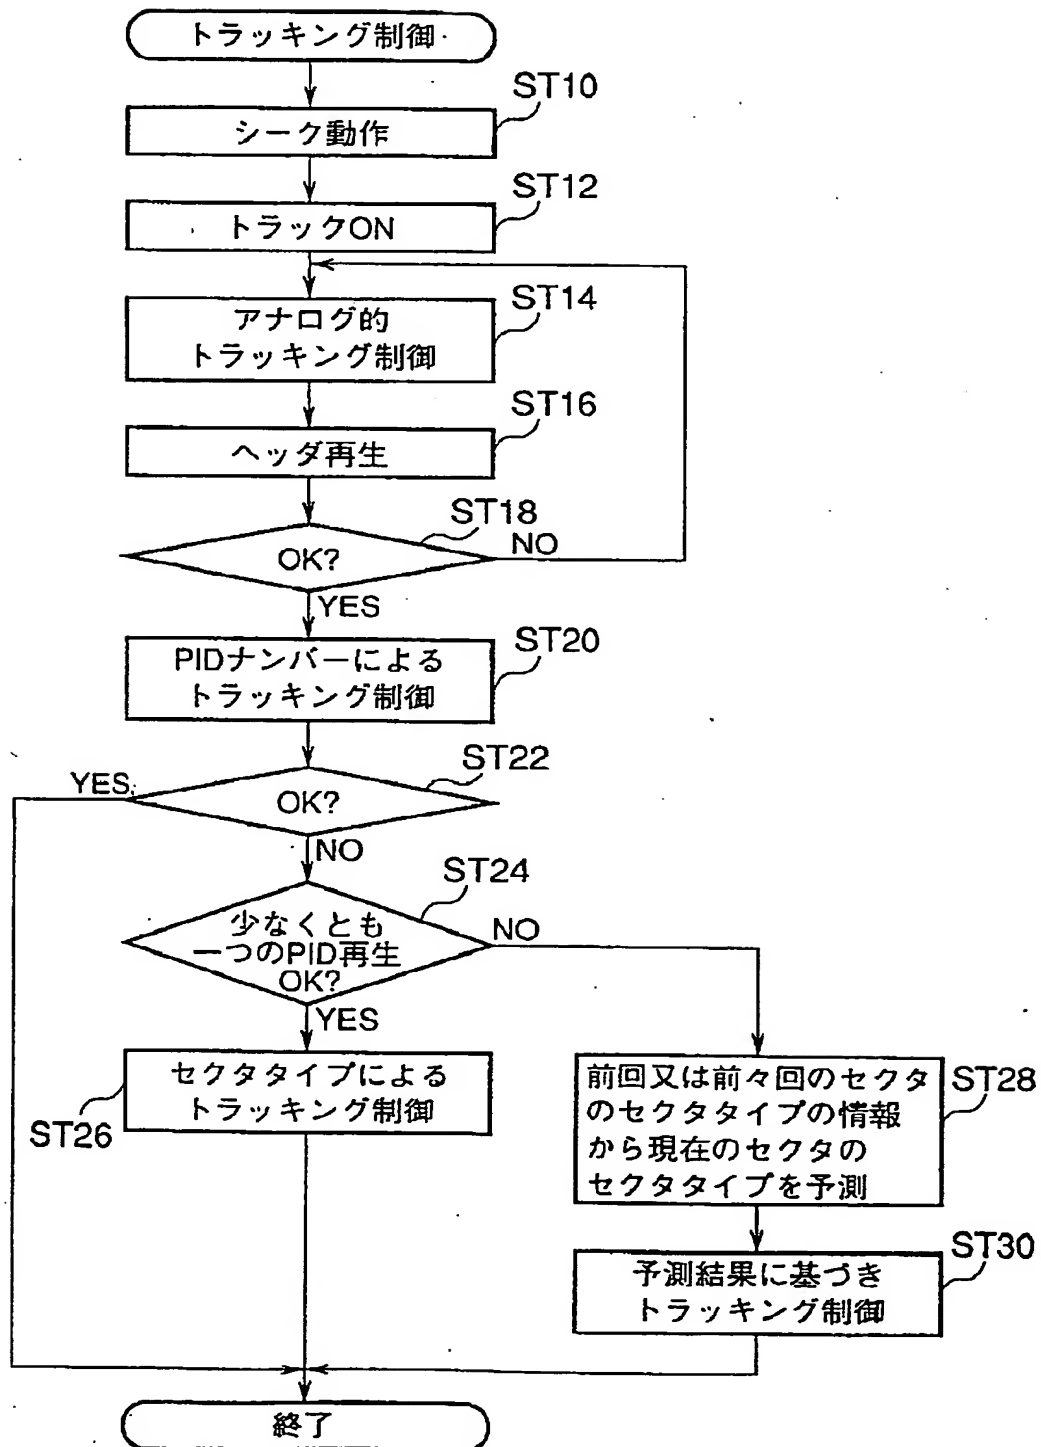 トラッキング制御
ST10
シーク動作
ST12
トラックON
ST14
アナログ的
トラッキング制御
ST16
ヘッダ再生
ST18
OK?
NO
YES
ST20
PIDナンバーによる
トラッキング制御
ST22
YES
OK?
NO
ST24
少なくとも
一つのPID再生
OK?
NO
YES
セクタタイプによる
トラッキング制御
ST26
前回又は前々回のセクタ
のセクタタイプの情報
から現在のセクタの
セクタタイプを予測
ST28
ST30
予測結果に基づき
トラッキング制御
終了